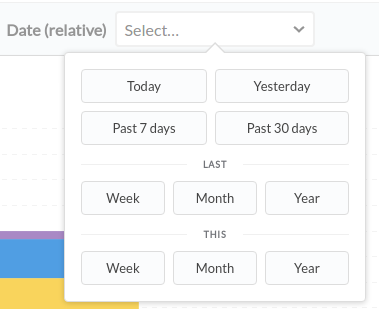 Date (relative) Select...
Today Yesterday
Past 7 days Past 30 days
LAST
Week Month Year
THIS
Week Month Year